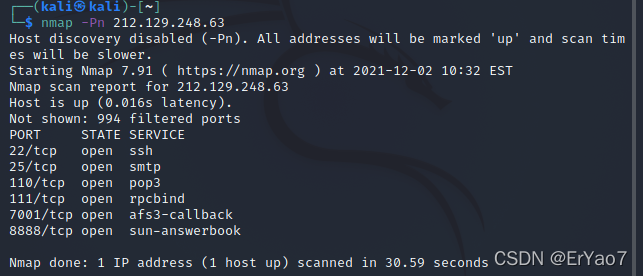 ┌──(kali㉿kali)-[~]
└─$ nmap -Pn 212.129.248.63
Host discovery disabled (-Pn). All addresses will be marked 'up' and scan tim
es will be slower.
Starting Nmap 7.91 ( https://nmap.org ) at 2021-12-02 10:32 EST
Nmap scan report for 212.129.248.63
Host is up (0.016s latency).
Not shown: 994 filtered ports
PORT     STATE SERVICE
22/tcp   open  ssh
25/tcp   open  smtp
110/tcp  open  pop3
111/tcp  open  rpcbind
7001/tcp open  afs3-callback
8888/tcp open  sun-answerbook
Nmap done: 1 IP address (1 host up) scanned in 30.59 seconds
CSDN @ErYao7